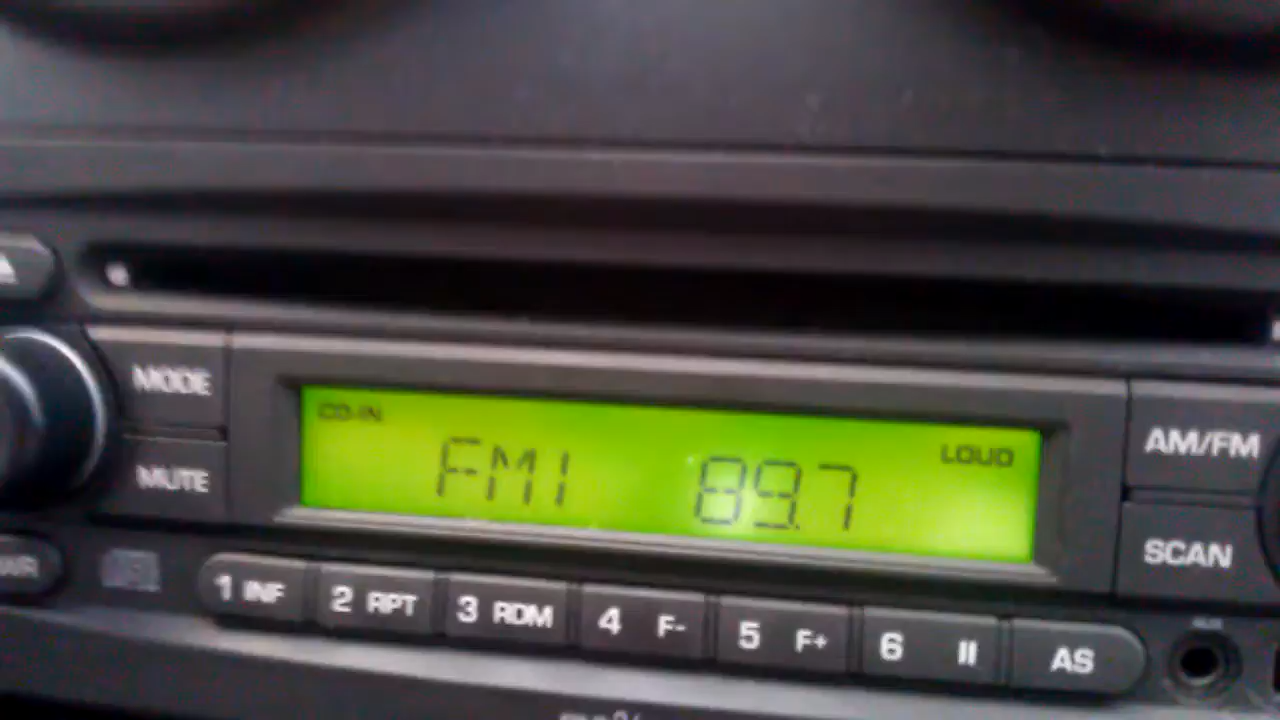 MODE
MUTE
CD-IN
LOUD
FM1 89.7
AM/FM
SCAN
1 INF 2 RPT 3 RDM 4 F- 5 F+ 6 II AS